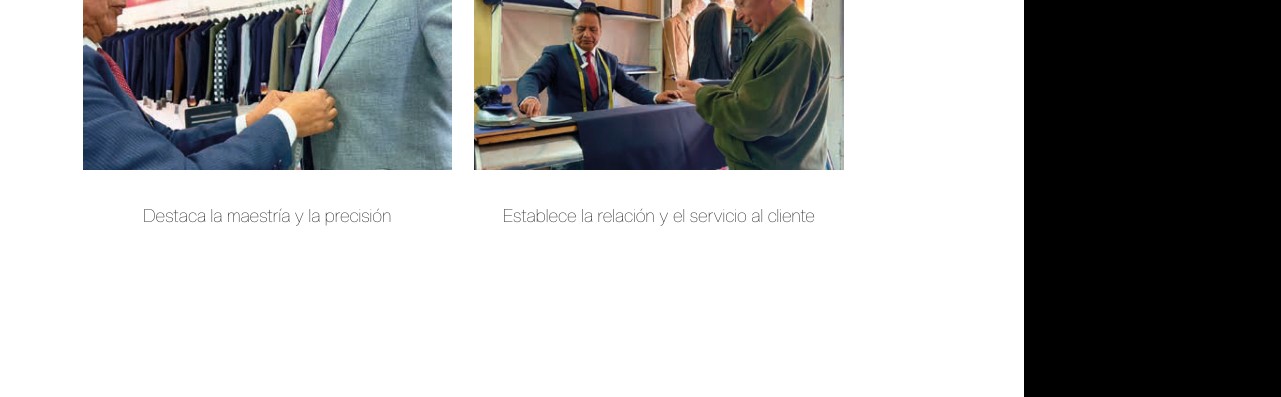 Destaca la maestría y la precisión
Establece la relación y el servicio al cliente